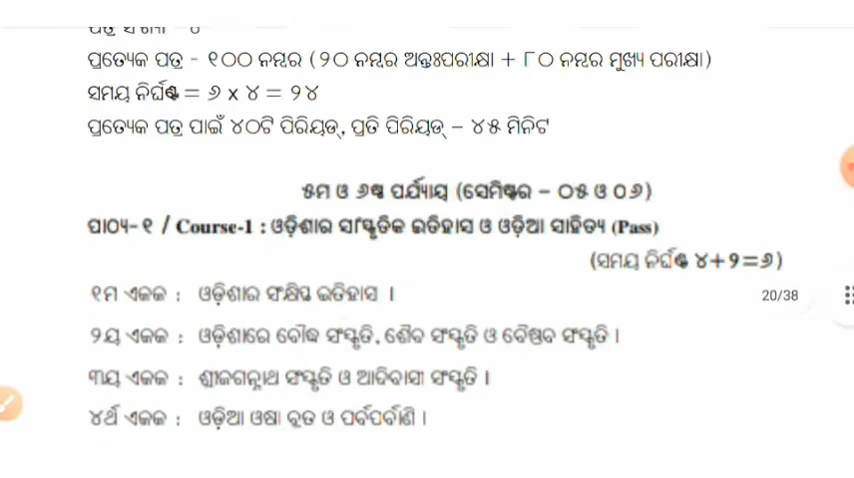 ପ୍ରତ୍ୟେକ ପତ୍ର - ୧୦୦ ନମ୍ବର (୨୦ ନମ୍ବର ଅନ୍ତଃପରୀକ୍ଷା + ୮୦ ନମ୍ବର ମୁଖ୍ୟ ପରୀକ୍ଷା)
ସମୟ ନିର୍ଘଣ୍ଟ = ୬ x ୪ = ୨୪
ପ୍ରତ୍ୟେକ ପତ୍ର ପାଇଁ ୪୦ଟି ପିରିୟଡ୍, ପ୍ରତି ପିରିୟଡ୍ – ୪୫ ମିନିଟ
୫ମ ଓ ୬ଷ୍ଠ ପର୍ଯ୍ୟାୟ (ସେମିଷ୍ଟର – ୦୫ ଓ ୦୬)
ପାଠ୍ୟ-୧ / Course-1 : ଓଡ଼ିଶାର ସାଂସ୍କୃତିକ ଇତିହାସ ଓ ଓଡ଼ିଆ ସାହିତ୍ୟ (Pass)
(ସମୟ ନିର୍ଘଣ୍ଟ ୪+୨=୬)
୧ମ ଏକକ : ଓଡ଼ିଶାର ସଂକ୍ଷିପ୍ତ ଇତିହାସ ।
20/38
୨ୟ ଏକକ : ଓଡ଼ିଶାରେ ବୌଦ୍ଧ ସଂସ୍କୃତି, ଶୈବ ସଂସ୍କୃତି ଓ ବୈଷ୍ଣବ ସଂସ୍କୃତି ।
୩ୟ ଏକକ : ଶ୍ରୀଜଗନ୍ନାଥ ସଂସ୍କୃତି ଓ ଆଦିବାସୀ ସଂସ୍କୃତି ।
୪ର୍ଥ ଏକକ : ଓଡ଼ିଆ ଓଷା ବ୍ରତ ଓ ପର୍ବପର୍ବାଣି ।